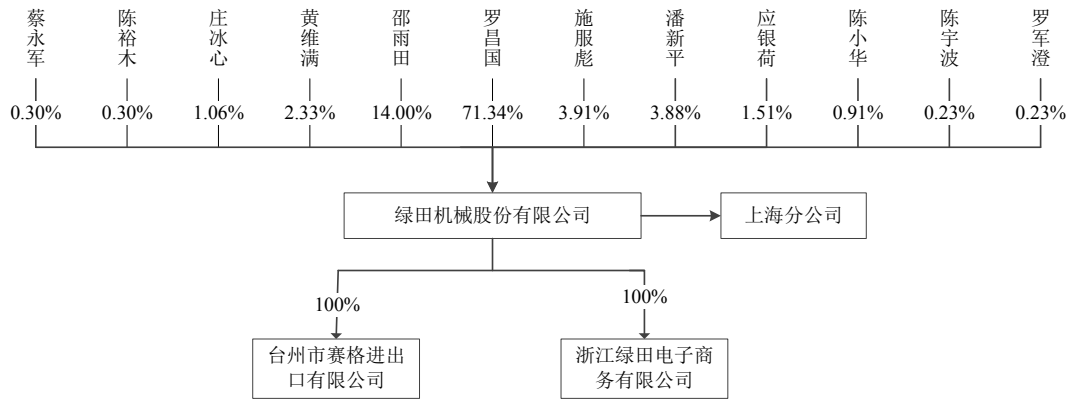 蔡永军
陈裕木
庄冰心
黄维满
邵雨田
罗昌国
施服彪
潘新平
应银荷
陈小华
陈宇波
罗军澄
0.30%
0.30%
1.06%
2.33%
14.00%
71.34%
3.91%
3.88%
1.51%
0.91%
0.23%
0.23%
绿田机械股份有限公司
上海分公司
100%
100%
台州市赛格进出
口有限公司
浙江绿田电子商
务有限公司